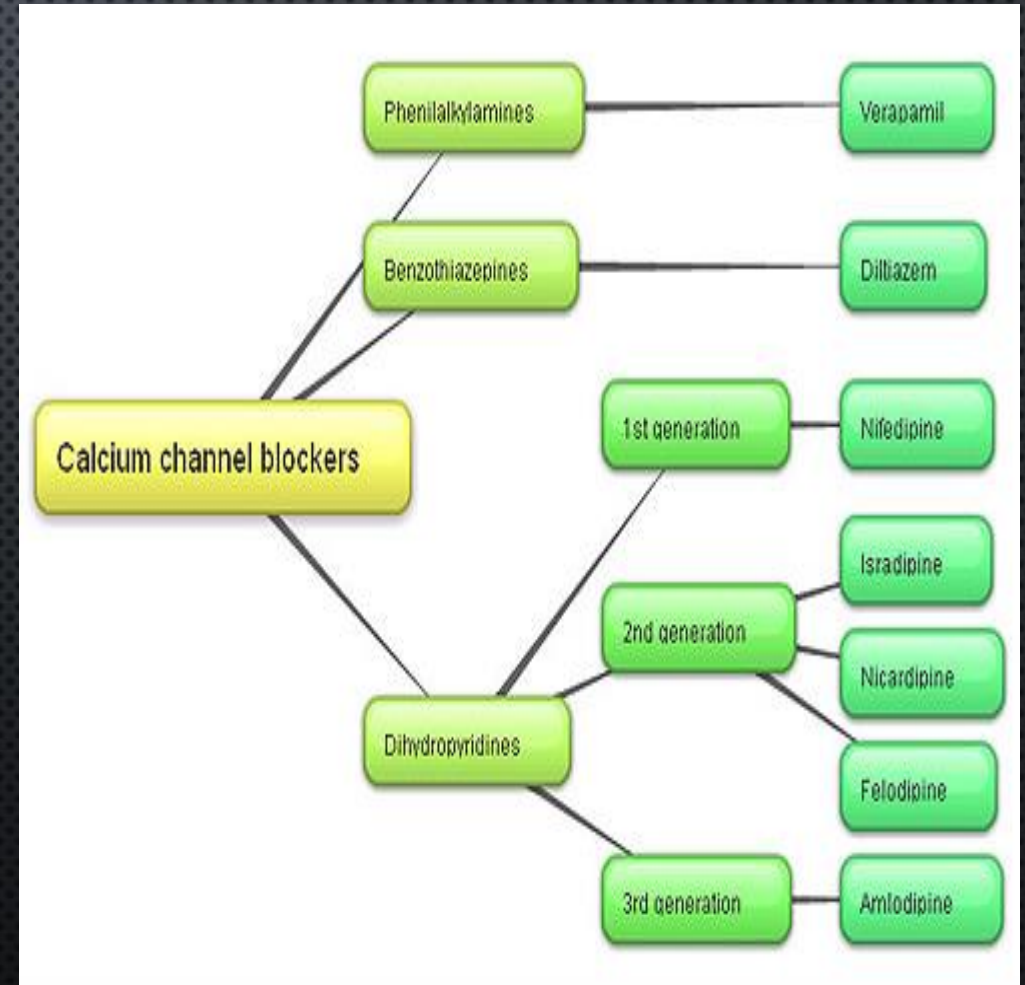 Phenilalkylamines
Verapamil
Benzothiazepines
Diltiazem
Calcium channel blockers
1st generation
Nifedipine
Isradipine
2nd generation
Nicardipine
Dihydropyridines
Felodipine
3rd generation
Amlodipine